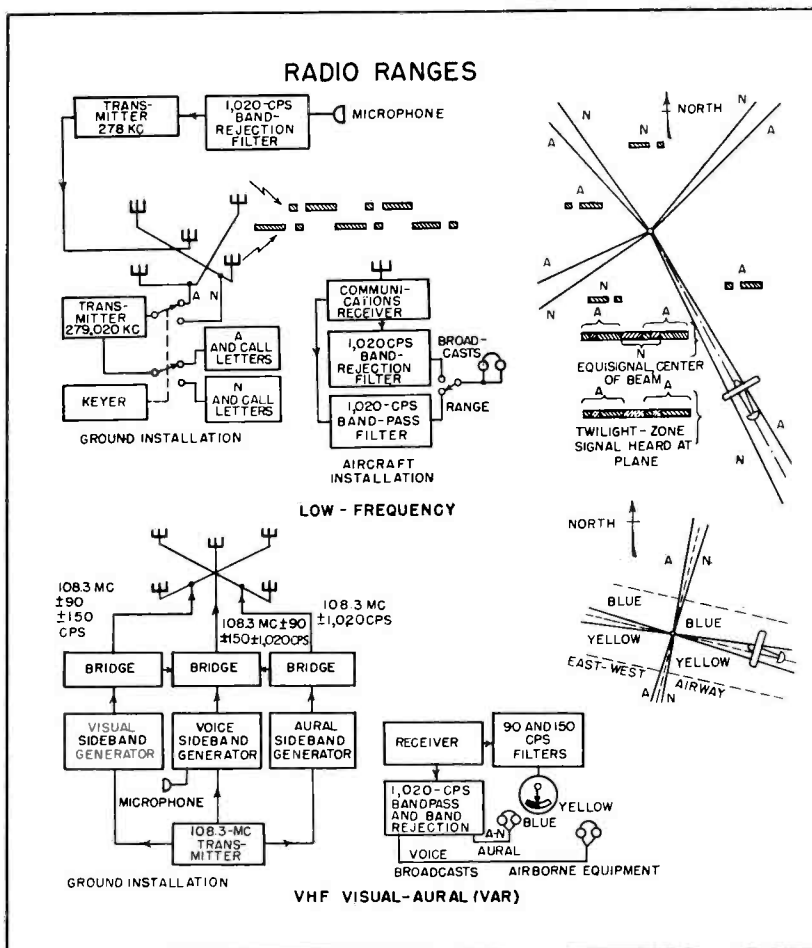 RADIO RANGES
TRANS-
MITTER
278 KC
1,020-CPS
BAND-
REJECTION
FILTER
MICROPHONE
A N
TRANS-
MITTER
279,020 KC
A
AND CALL
LETTERS
KEYER
N
AND CALL
LETTERS
GROUND INSTALLATION
COMMUNI-
CATIONS
RECEIVER
1,020CPS
BAND-
REJECTION
FILTER
BROAD-
CASTS
RANGE
1,020-CPS
BAND-PASS
FILTER
AIRCRAFT
INSTALLATION
NORTH
N
A
N
A
N
A
A
A
N
N
A
A A
N
EQUISIGNAL CENTER
OF BEAM
A A
TWILIGHT-ZONE
SIGNAL HEARD AT
PLANE
N
A
LOW-FREQUENCY
108.3 MC
±90
±150
CPS
108.3 MC ±90
±150±1,020CPS
108.3 MC
±1,020CPS
BRIDGE
BRIDGE
BRIDGE
VISUAL
SIDEBAND
GENERATOR
VOICE
SIDEBAND
GENERATOR
AURAL
SIDEBAND
GENERATOR
MICROPHONE
108.3-MC
TRANS-
MITTER
GROUND INSTALLATION
NORTH
A N
BLUE
BLUE
YELLOW
YELLOW
EAST-WEST AIRWAY
A N
RECEIVER
90 AND 150
CPS
FILTERS
1,020-CPS
BANDPASS
AND BAND
REJECTION
YELLOW
BLUE
A-N
AURAL
VOICE
BROADCASTS
AIRBORNE EQUIPMENT
VHF VISUAL-AURAL (VAR)